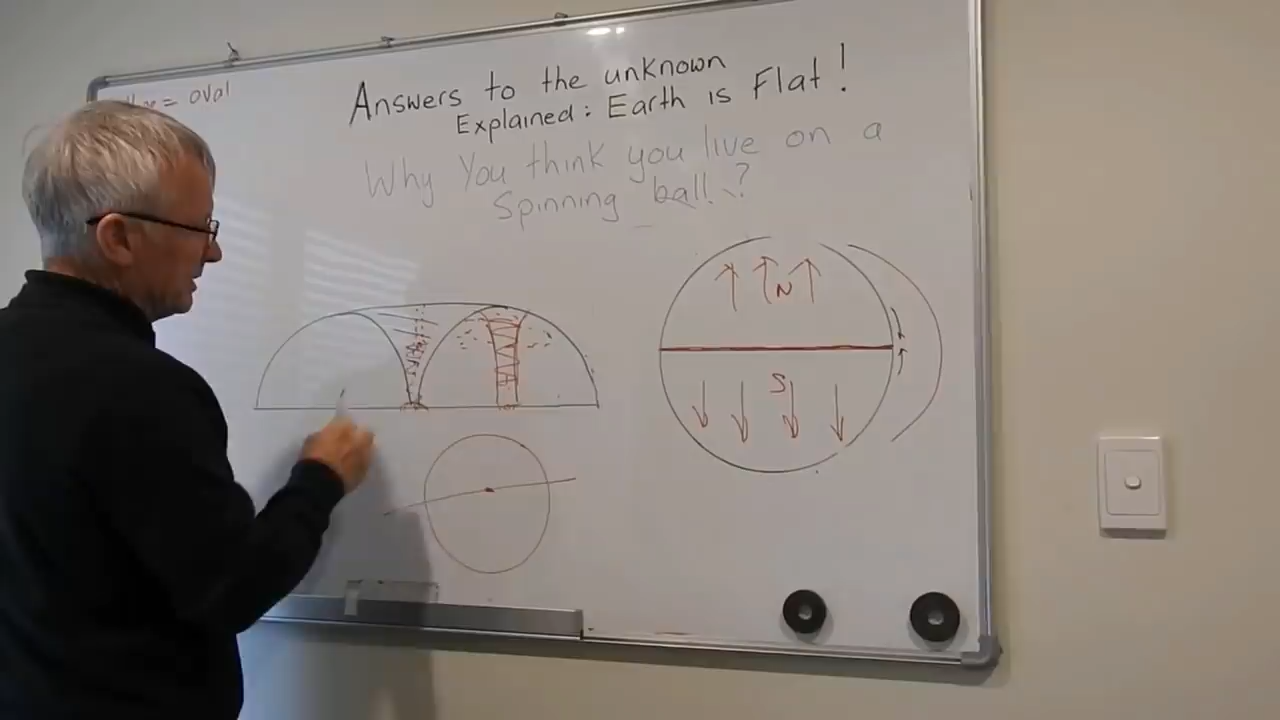 = oval
Answers to the unknown
Explained: Earth is Flat!
Why You think you live on a
Spinning ball.?
N
S